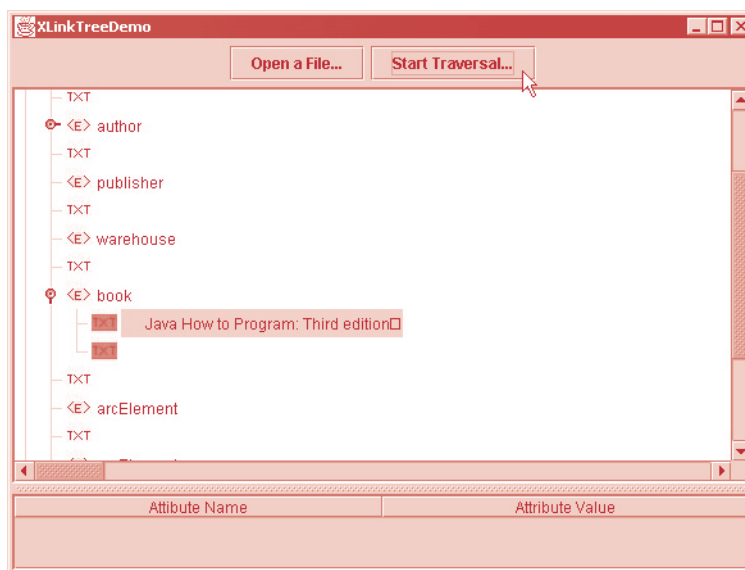 XLinkTreeDemo
Open a File... Start Traversal...
TXT
<E> author
TXT
<E> publisher
TXT
<E> warehouse
TXT
<E> book
TXT Java How to Program: Third edition□
TXT
TXT
<E> arcElement
TXT
Attibute Name Attribute Value